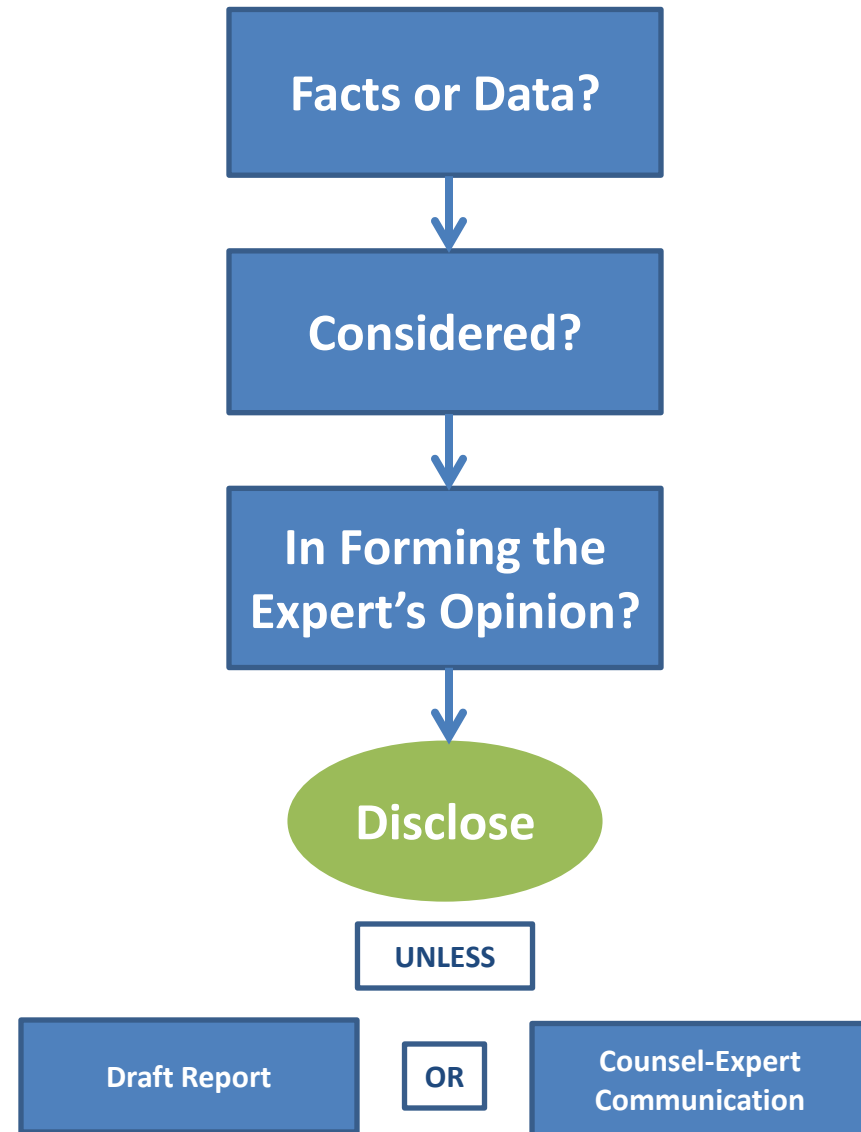 Facts or Data?
Considered?
In Forming the
Expert’s Opinion?
Disclose
UNLESS
Draft Report
OR
Counsel-Expert
Communication